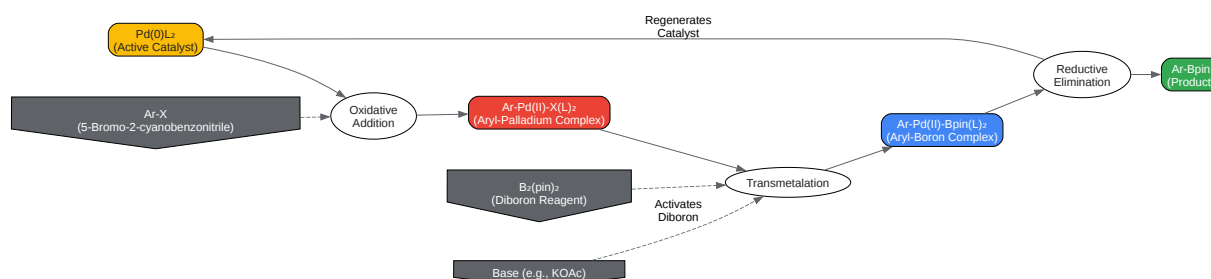 Regenerates
Catalyst
Pd(0)L₂
(Active Catalyst)
Reductive
Elimination
Ar-Bpin
(Product
Ar-X
(5-Bromo-2-cyanobenzonitrile)
Oxidative
Addition
Ar-Pd(II)-X(L)₂
(Aryl-Palladium Complex)
Ar-Pd(II)-Bpin(L)₂
(Aryl-Boron Complex)
B₂(pin)₂
(Diboron Reagent)
Transmetalation
Activates
Diboron
Base (e.g., KOAc)